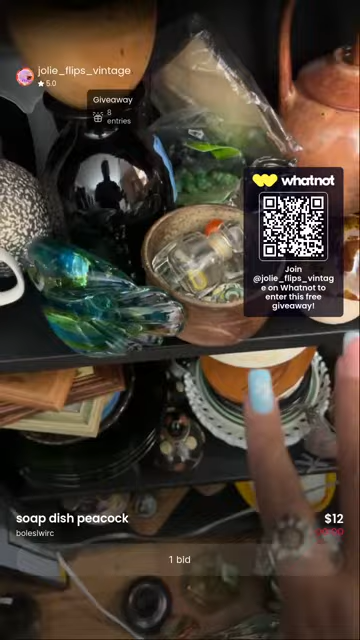 jolie_flips_vintage
5.0
Giveaway
8
entries
whatnot
Join
@jolie_flips_vintag
e on Whatnot to
enter this free
giveaway!
soap dish peacock
$12
1 bid